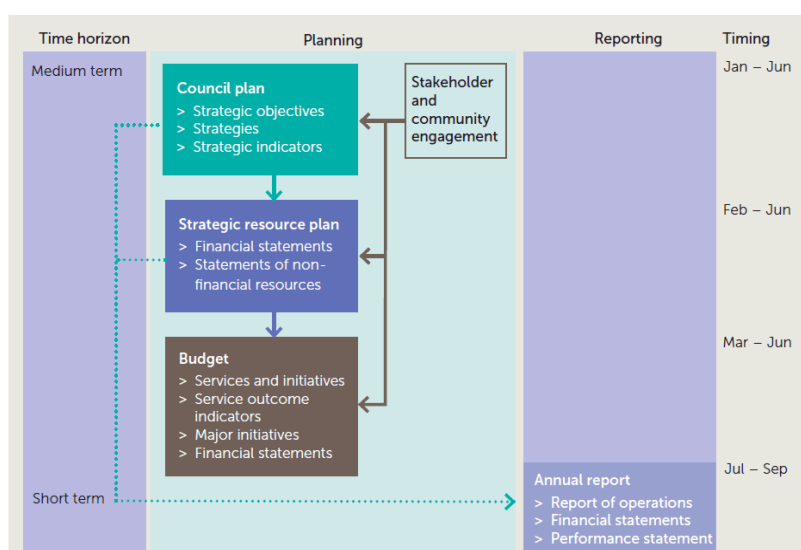 Time horizon
Planning
Reporting
Timing
Medium term
Jan – Jun
Council plan
> Strategic objectives
> Strategies
> Strategic indicators
Stakeholder
and
community
engagement
Feb – Jun
Strategic resource plan
> Financial statements
> Statements of non-
financial resources
Mar – Jun
Budget
> Services and initiatives
> Service outcome
indicators
> Major initiatives
> Financial statements
Jul – Sep
Short term
Annual report
> Report of operations
> Financial statements
> Performance statement